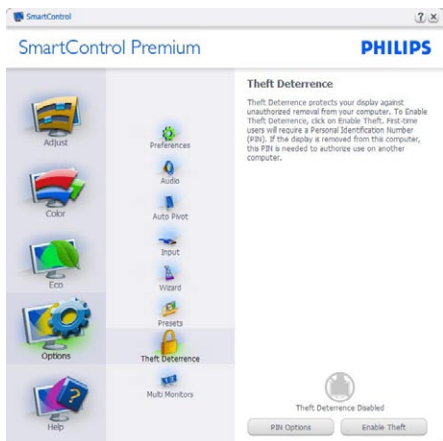 SmartControl
? x
SmartControl Premium
PHILIPS
Adjust
Color
Eco
Options
Help
Preferences
Audio
Auto Pivot
Input
Wizard
Presets
Theft Deterrence
Multi Monitors
Theft Deterrence
Theft Deterrence protects your display against
unauthorized removal from your computer. To Enable
Theft Deterrence, click on Enable Theft. First-time
users will require a Personal Identification Number
(PIN). If the display is removed from this computer,
this PIN is needed to authorize use on another
computer.
Theft Deterrence Disabled
PIN Options
Enable Theft